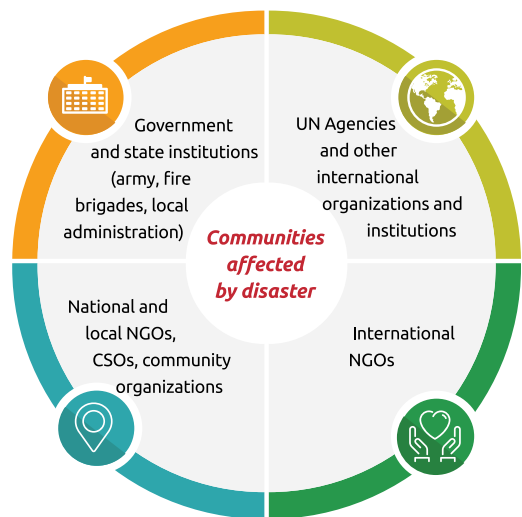 Government
and state institutions
(army, fire
brigades, local
administration)
UN Agencies
and other
international
organizations and
institutions
Communities
affected
by disaster
National and
local NGOs,
CSOs, community
organizations
International
NGOs